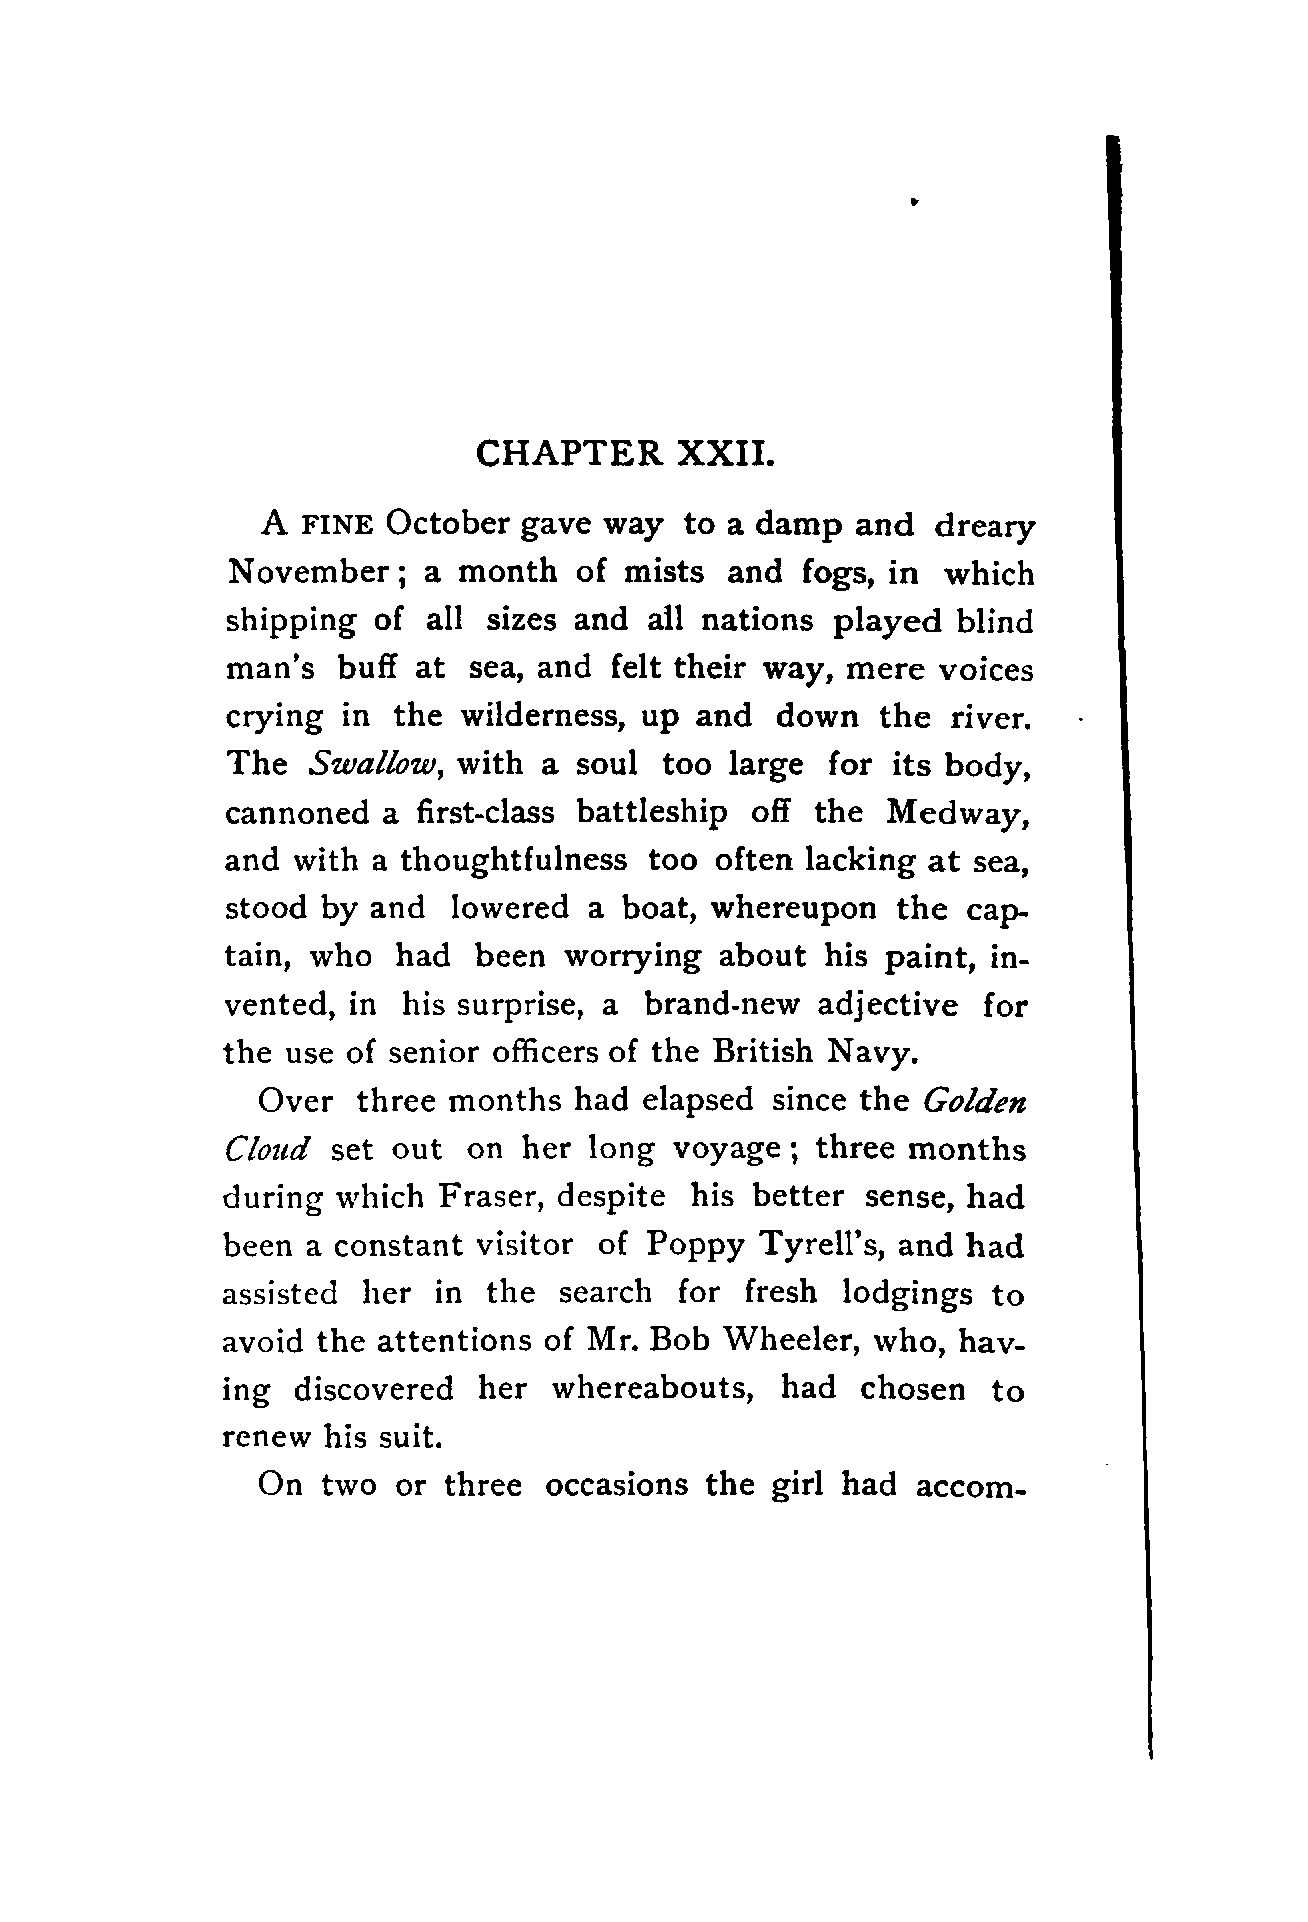 CHAPTER XXII.
A FINE October gave way to a damp and dreary
November; a month of mists and fogs, in which
shipping of all sizes and all nations played blind
man's buff at sea, and felt their way, mere voices
crying in the wilderness, up and down the river.
The Swallow, with a soul too large for its body,
cannoned a first-class battleship off the Medway,
and with a thoughtfulness too often lacking at sea,
stood by and lowered a boat, whereupon the cap-
tain, who had been worrying about his paint, in-
vented, in his surprise, a brand-new adjective for
the use of senior officers of the British Navy.
Over three months had elapsed since the Golden
Cloud set out on her long voyage; three months
during which Fraser, despite his better sense, had
been a constant visitor of Poppy Tyrell's, and had
assisted her in the search for fresh lodgings to
avoid the attentions of Mr. Bob Wheeler, who, hav-
ing discovered her whereabouts, had chosen to
renew his suit.
On two or three occasions the girl had accom-